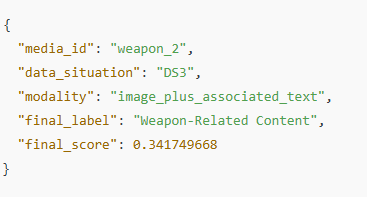 {
  "media_id": "weapon_2",
  "data_situation": "DS3",
  "modality": "image_plus_associated_text",
  "final_label": "Weapon-Related Content",
  "final_score": 0.341749668
}